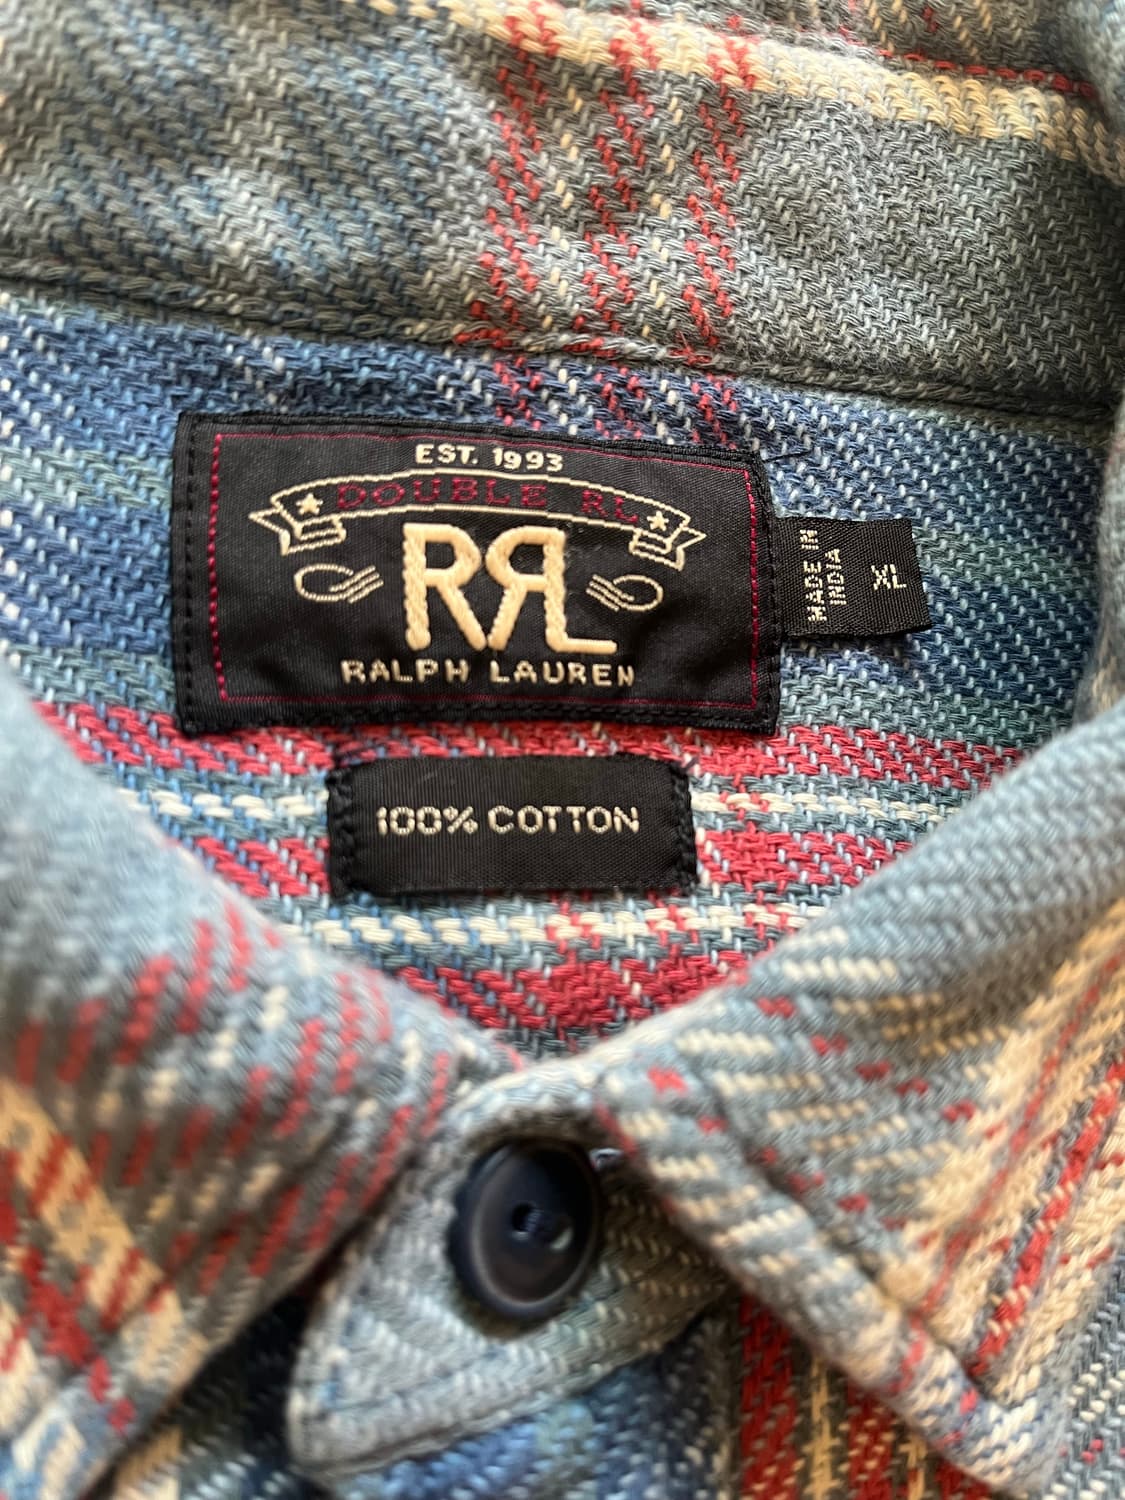 EST. 1993
DOUBLE RL
RRL
RALPH LAUREN
MADE IN
INDIA
XL
100% COTTON